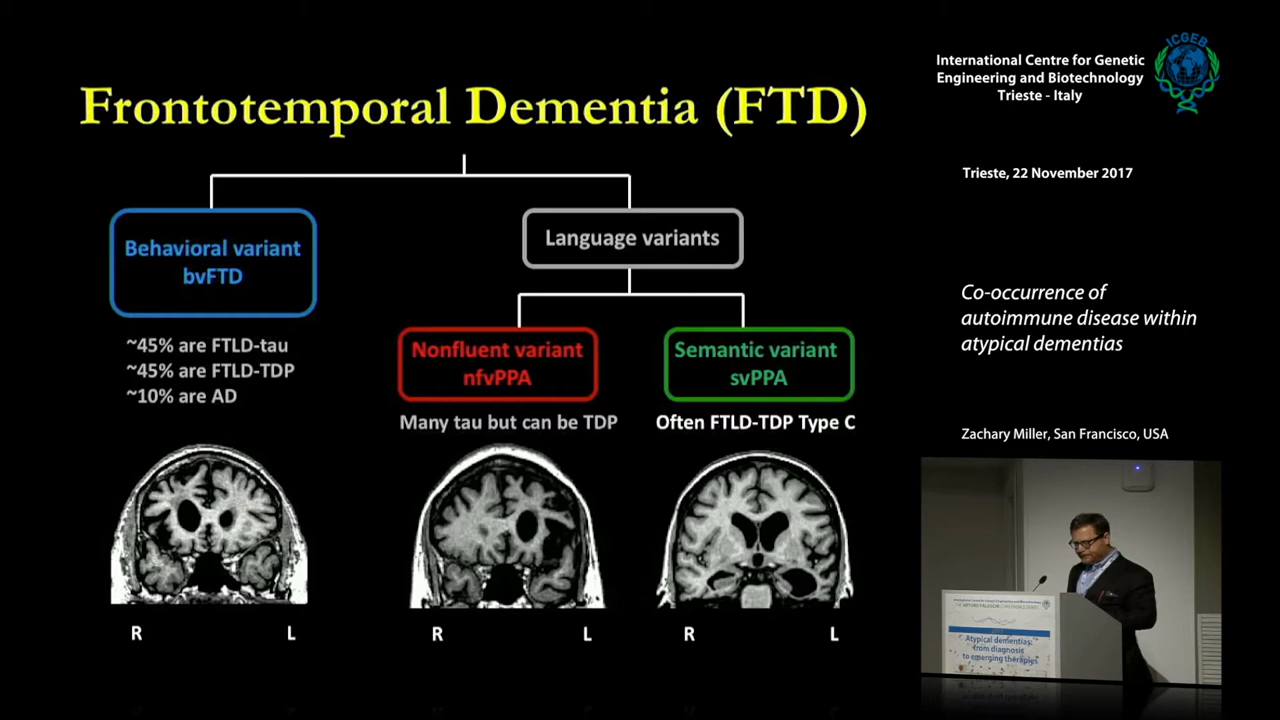 Frontotemporal Dementia (FTD)
Behavioral variant
bvFTD
~45% are FTLD-tau
~45% are FTLD-TDP
~10% are AD
Language variants
Nonfluent variant
nfvPPA
Many tau but can be TDP
Semantic variant
svPPA
Often FTLD-TDP Type C
R
L
R
L
R
L
International Centre for Genetic
Engineering and Biotechnology
Trieste - Italy
ICGEB
Trieste, 22 November 2017
Co-occurrence of
autoimmune disease within
atypical dementias
Zachary Miller, San Francisco, USA
Atypical dementias:
from diagnosis
to emerging therapies